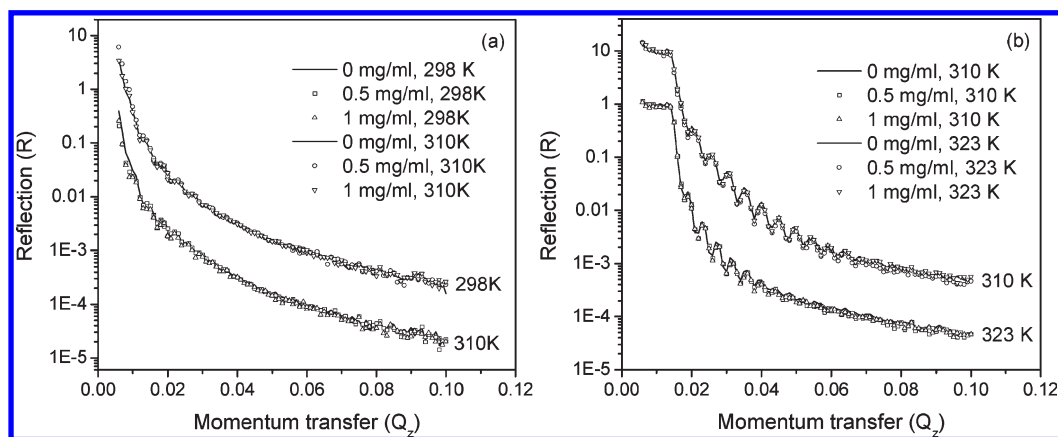 (a)
0 mg/ml, 298 K
0.5 mg/ml, 298K
1 mg/ml, 298K
0 mg/ml, 310K
0.5 mg/ml, 310K
1 mg/ml, 310K
Reflection (R)
10
1
0.1
0.01
1E-3
1E-4
1E-5
298K
310K
0.00 0.02 0.04 0.06 0.08 0.10 0.12
Momentum transfer (Qz)
(b)
0 mg/ml, 310 K
0.5 mg/ml, 310 K
1 mg/ml, 310 K
0 mg/ml, 323 K
0.5 mg/ml, 323 K
1 mg/ml, 323 K
Reflection (R)
10
1
0.1
0.01
1E-3
1E-4
1E-5
310 K
323 K
0.00 0.02 0.04 0.06 0.08 0.10 0.12
Momentum transfer (Qz)